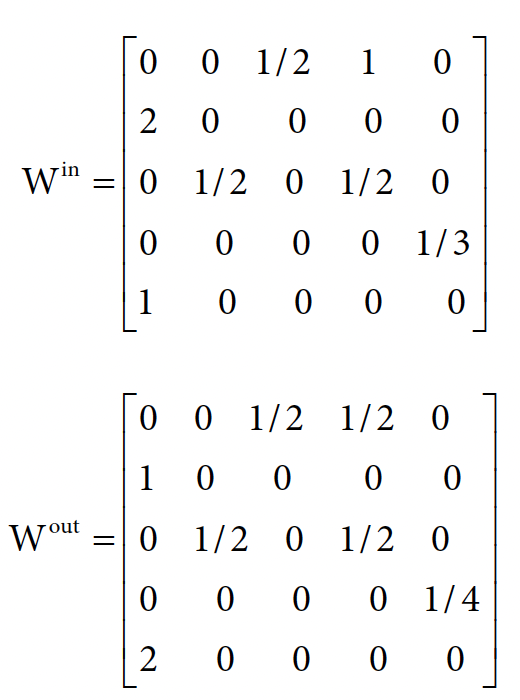 0 0 1/2 1 0
2 0 0 0 0
W^in = 0 1/2 0 1/2 0
0 0 0 0 1/3
1 0 0 0 0
0 0 1/2 1/2 0
1 0 0 0 0
W^out = 0 1/2 0 1/2 0
0 0 0 0 1/4
2 0 0 0 0